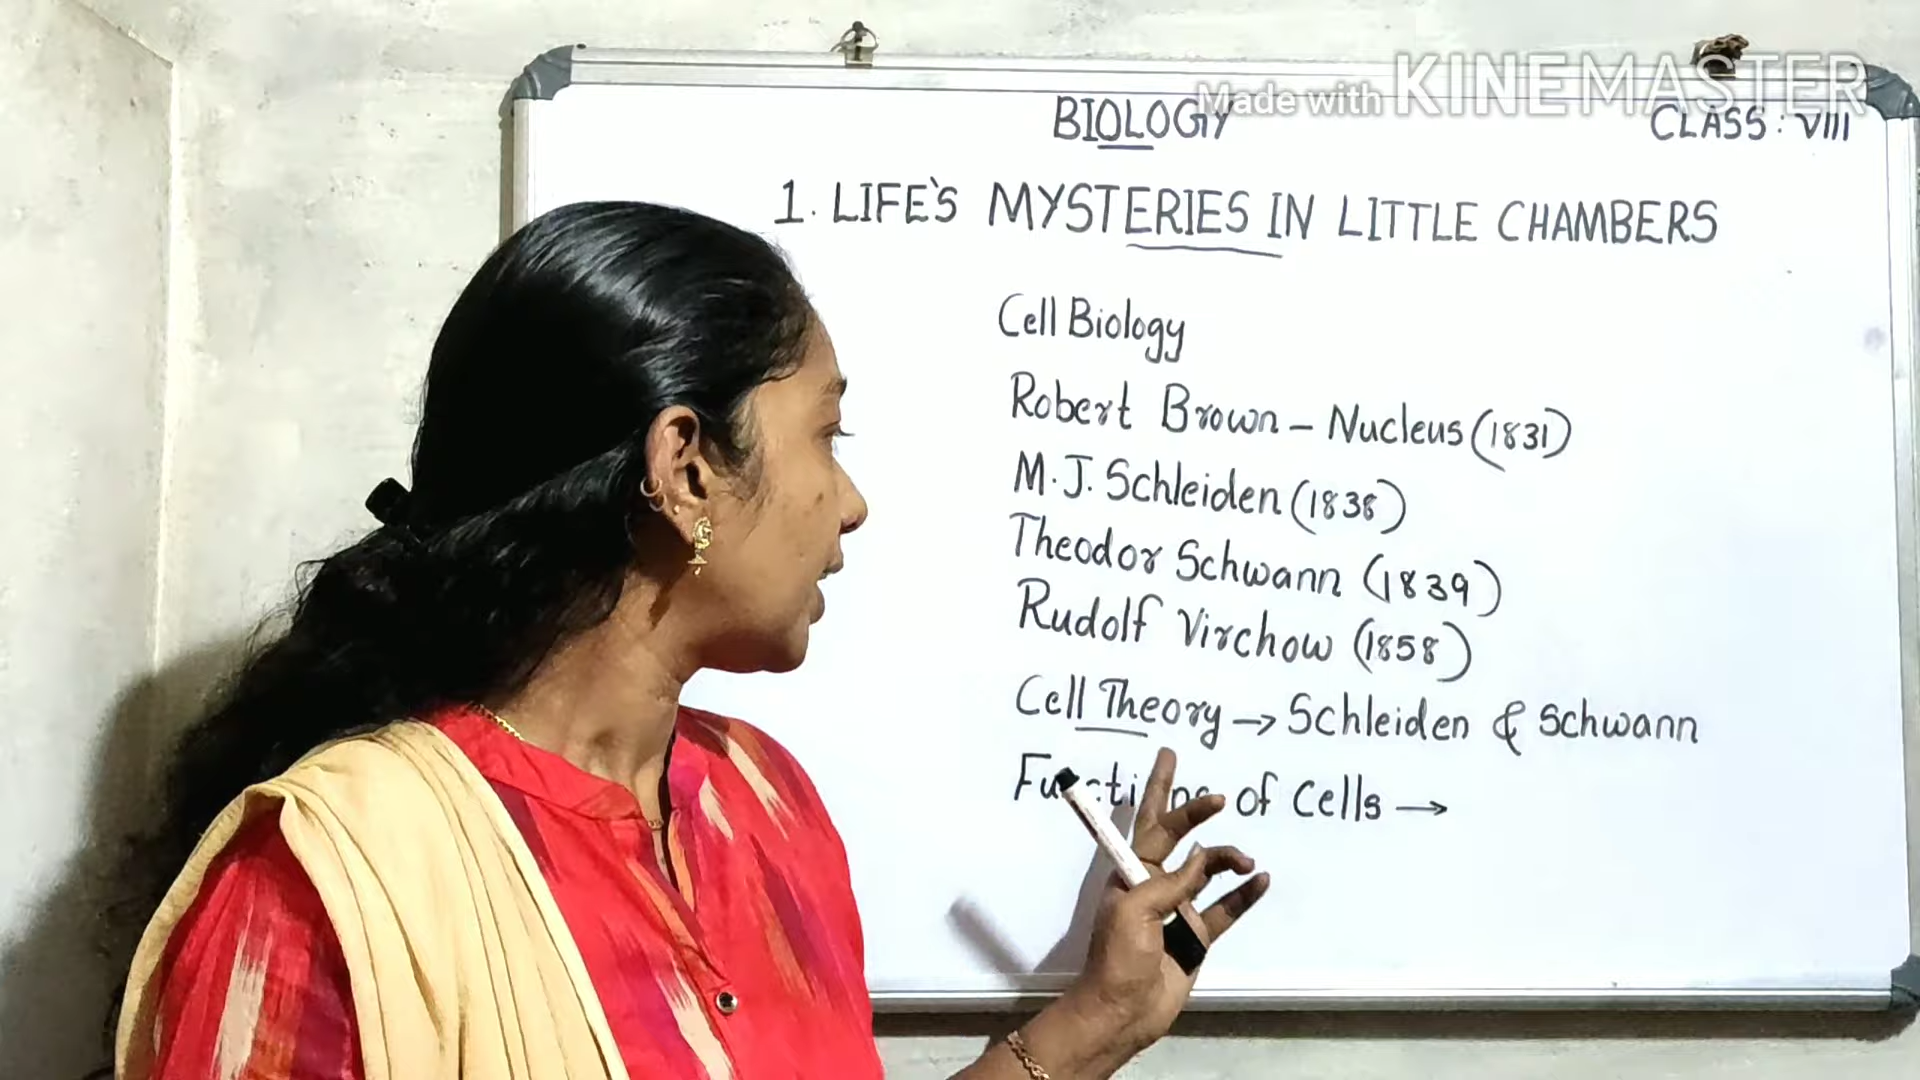 Made with KINEMASTER
BIOLOGY CLASS: VIII
1. LIFE'S MYSTERIES IN LITTLE CHAMBERS
Cell Biology
Robert Brown – Nucleus (1831)
M.J. Schleiden (1838)
Theodor Schwann (1839)
Rudolf Virchow (1858)
Cell Theory → Schleiden & Schwann
Functions of Cells →